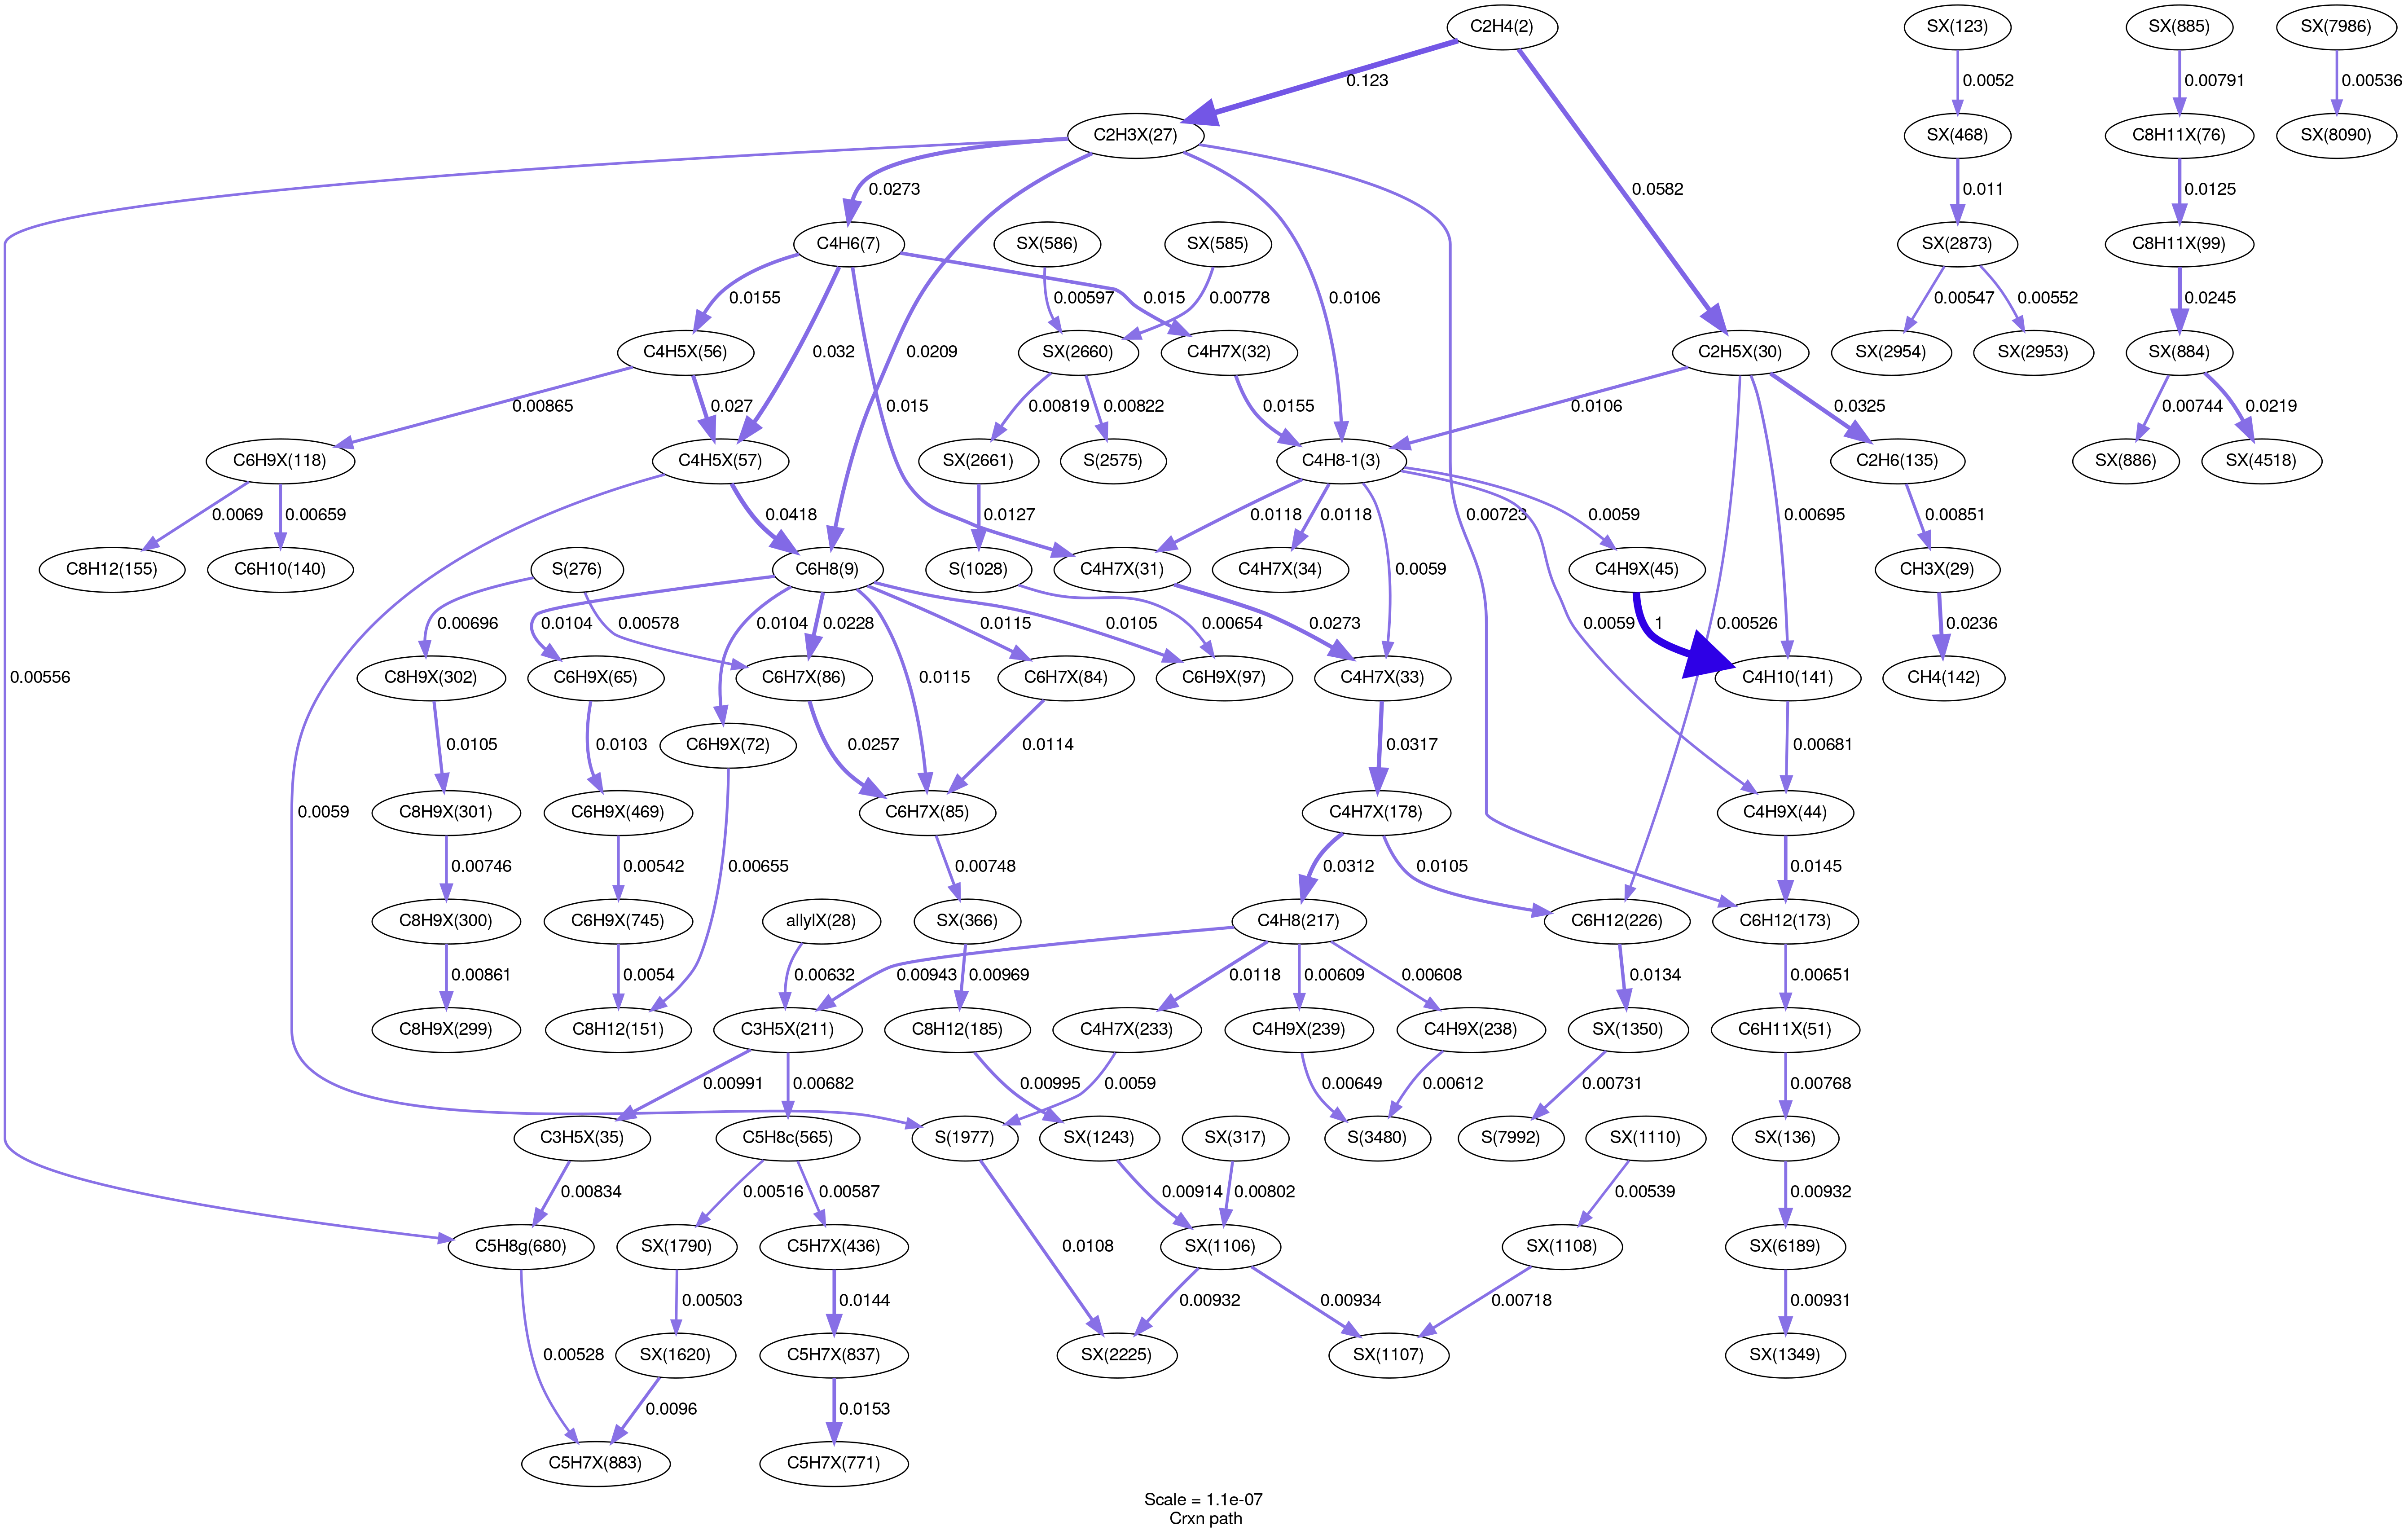 C2H4(2)
SX(123)
SX(885)
SX(7986)
0.123
0.0052
0.00791
0.00536
C2H3X(27)
SX(468)
C8H11X(76)
SX(8090)
0.0273
0.0582
0.011
0.0125
C4H6(7)
SX(586)
SX(585)
SX(2873)
C8H11X(99)
0.0155
0.032
0.0209
0.00597
0.00778
0.015
0.0106
0.00547
0.00552
0.0245
C4H5X(56)
SX(2660)
C4H7X(32)
C2H5X(30)
SX(2954)
SX(2953)
SX(884)
0.00865
0.027
0.015
0.00819
0.00822
0.0155
0.0106
0.0325
0.00744
0.0219
C6H9X(118)
C4H5X(57)
SX(2661)
S(2575)
C4H8-1(3)
C2H6(135)
SX(886)
SX(4518)
0.0069
0.00659
0.0418
0.0127
0.0118
0.0118
0.00723
0.0059
0.00695
0.00851
C8H12(155)
C6H10(140)
S(276)
C6H8(9)
S(1028)
C4H7X(31)
C4H7X(34)
C4H9X(45)
CH3X(29)
0.00696
0.00578
0.0104
0.0104
0.0228
0.0115
0.0105
0.00654
0.0273
0.0059
0.0059
1
0.00526
0.0236
0.00556
C8H9X(302)
C6H9X(65)
C6H7X(86)
C6H7X(84)
C6H9X(97)
C4H7X(33)
C4H10(141)
CH4(142)
0.0115
0.0105
0.0103
C6H9X(72)
0.0257
0.0114
0.0317
0.00681
0.0059
C8H9X(301)
C6H9X(469)
C6H7X(85)
C4H7X(178)
C4H9X(44)
0.00746
0.00542
0.00655
0.00748
0.0312
0.0105
0.0145
C8H9X(300)
C6H9X(745)
allylX(28)
SX(366)
C4H8(217)
C6H12(226)
C6H12(173)
0.00861
0.0054
0.00632
0.00943
0.00969
0.0118
0.00609
0.00608
0.0134
0.00651
C8H9X(299)
C8H12(151)
C3H5X(211)
C8H12(185)
C4H7X(233)
C4H9X(239)
C4H9X(238)
SX(1350)
C6H11X(51)
0.00991
0.00682
0.00995
0.0059
0.00649
0.00612
0.00731
0.00768
C3H5X(35)
C5H8c(565)
S(1977)
SX(1243)
SX(317)
S(3480)
S(7992)
SX(1110)
SX(136)
0.00834
0.00516
0.00587
0.00914
0.00802
0.00539
0.00932
C5H8g(680)
SX(1790)
C5H7X(436)
0.0108
SX(1106)
SX(1108)
SX(6189)
0.00503
0.0144
0.00932
0.00934
0.00718
0.00931
0.00528
SX(1620)
C5H7X(837)
SX(2225)
SX(1107)
SX(1349)
0.0096
0.0153
C5H7X(883)
C5H7X(771)
Scale = 1.1e-07
Crxn path